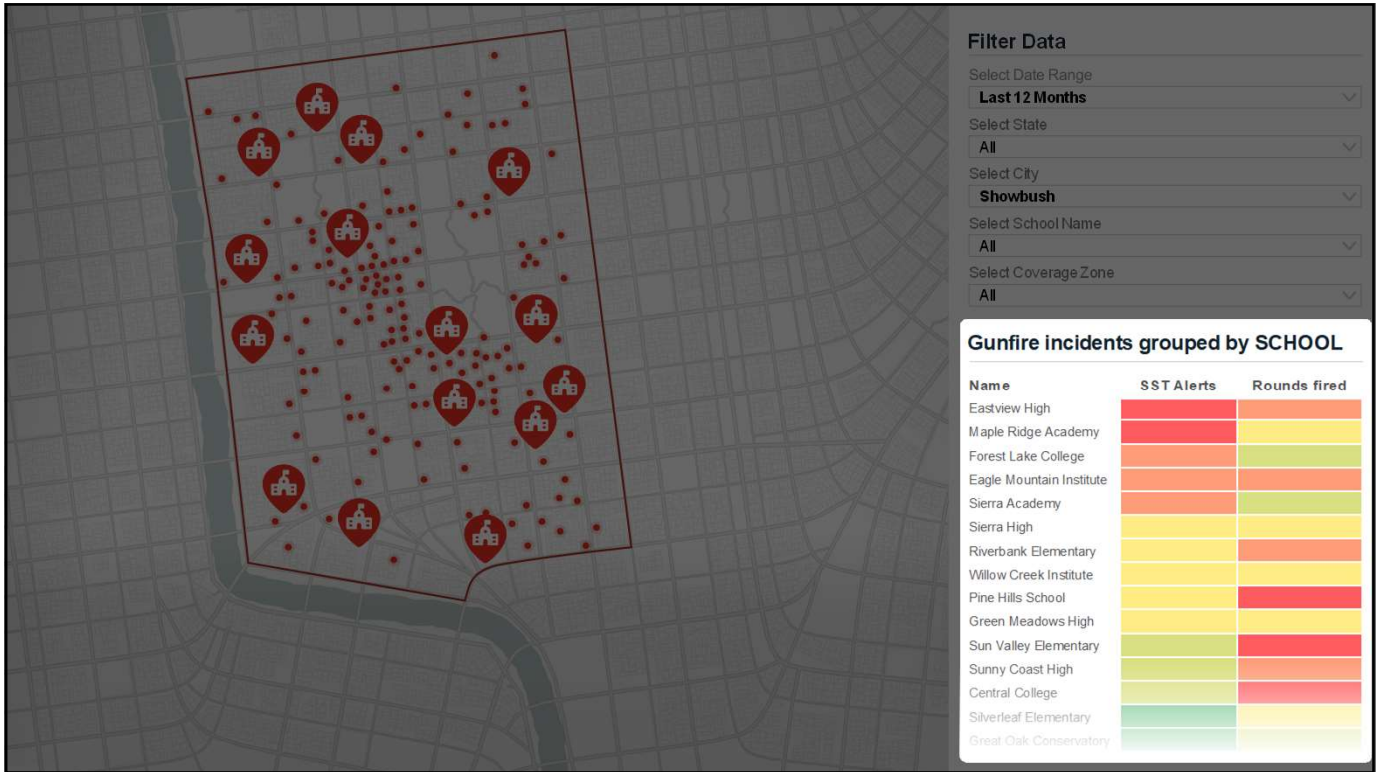 Filter Data
Select Date Range
Last 12 Months
Select State
All
Select City
Showbush
Select School Name
All
Select Coverage Zone
All
Gunfire incidents grouped by SCHOOL
Name SST Alerts Rounds fired
Eastview High
Maple Ridge Academy
Forest Lake College
Eagle Mountain Institute
Sierra Academy
Sierra High
Riverbank Elementary
Willow Creek Institute
Pine Hills School
Green Meadows High
Sun Valley Elementary
Sunny Coast High
Central College
Silverleaf Elementary
Great Oak Conservatory